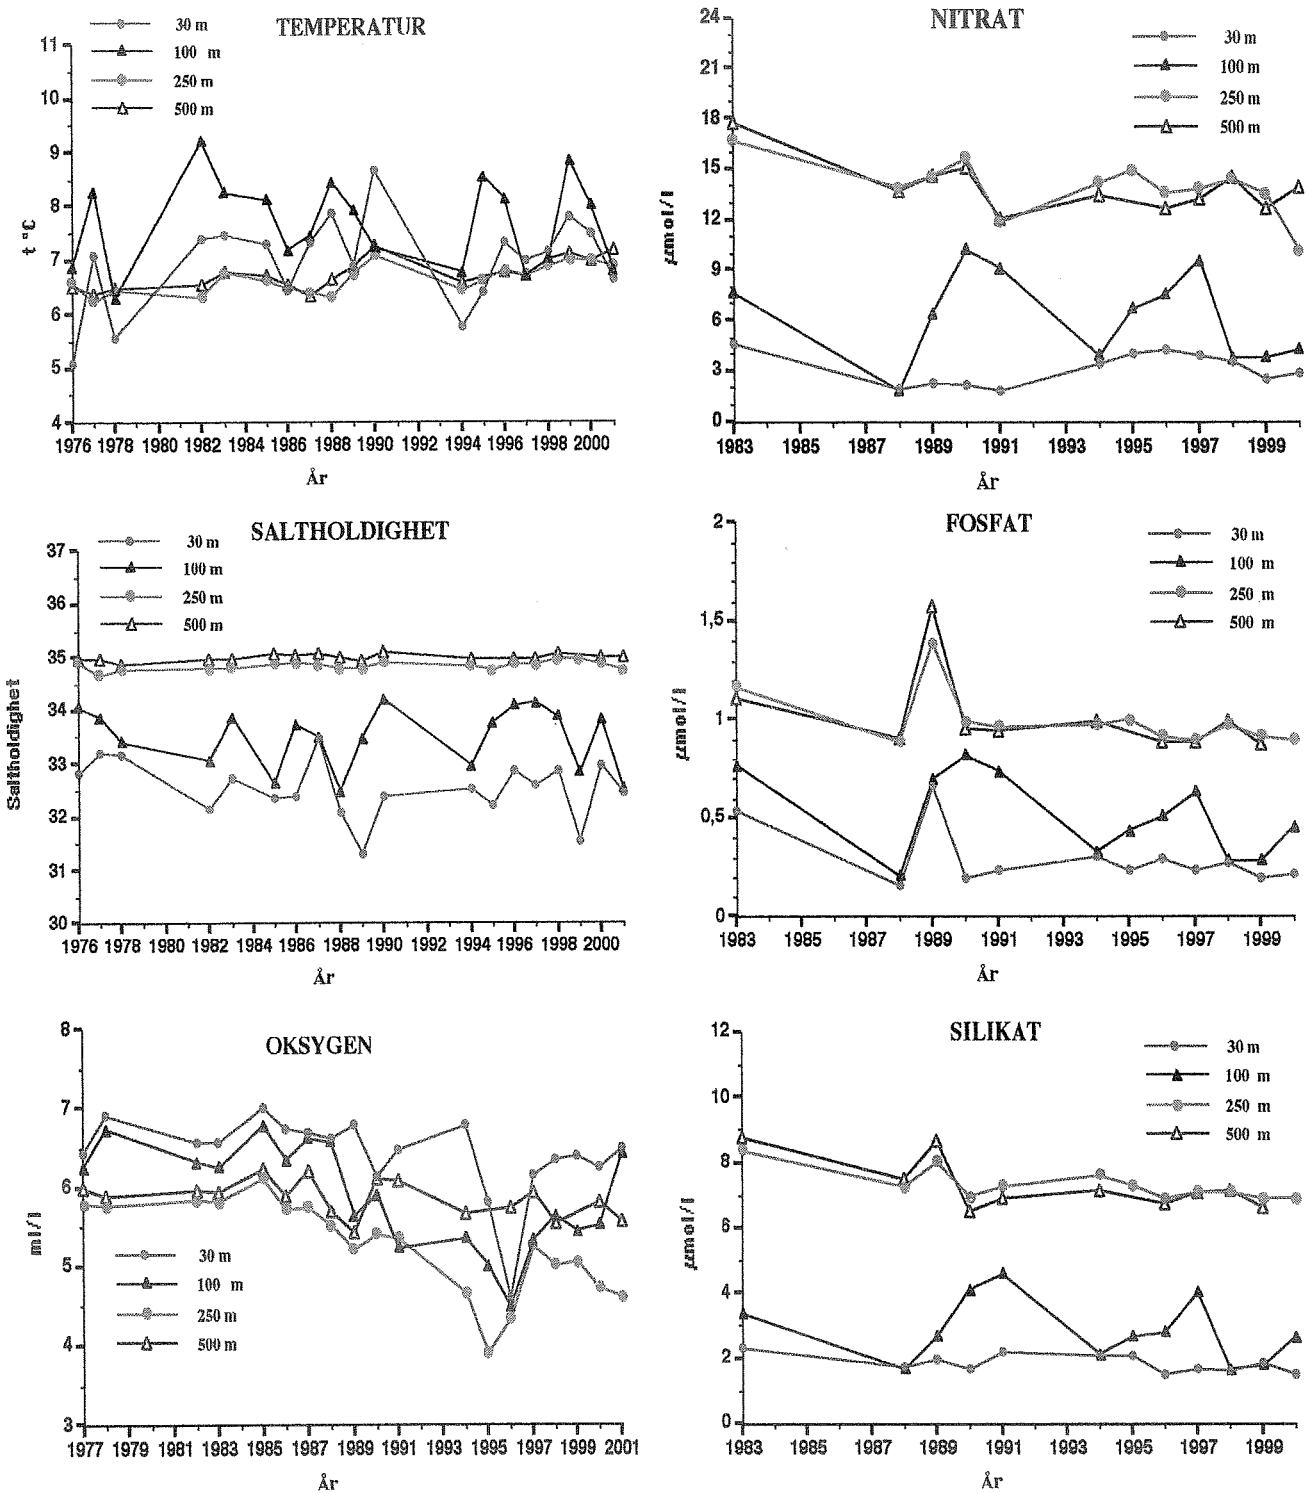 TEMPERATUR
30 m
100 m
250 m
500 m
t °C
11
10
9
8
7
6
5
4
1976 1978 1980 1982 1984 1986 1988 1990 1992 1994 1996 1998 2000
År
NITRAT
30 m
100 m
250 m
500 m
µmol/l
24
21
18
15
12
9
6
3
0
1983 1985 1987 1989 1991 1993 1995 1997 1999
År
SALTHOLDIGHET
30 m
100 m
250 m
500 m
Saltholdighet
37
36
35
34
33
32
31
30
1976 1978 1980 1982 1984 1986 1988 1990 1992 1994 1996 1998 2000
År
FOSFAT
30 m
100 m
250 m
500 m
µmol/l
2
1,5
1
0,5
0
1983 1985 1987 1989 1991 1993 1995 1997 1999
År
OKSYGEN
ml/l
8
7
6
5
4
3
30 m
100 m
250 m
500 m
1977 1979 1981 1983 1985 1987 1989 1991 1993 1995 1997 1999 2001
År
SILIKAT
30 m
100 m
250 m
500 m
µmol/l
12
10
8
6
4
2
0
1983 1985 1987 1989 1991 1993 1995 1997 1999
År